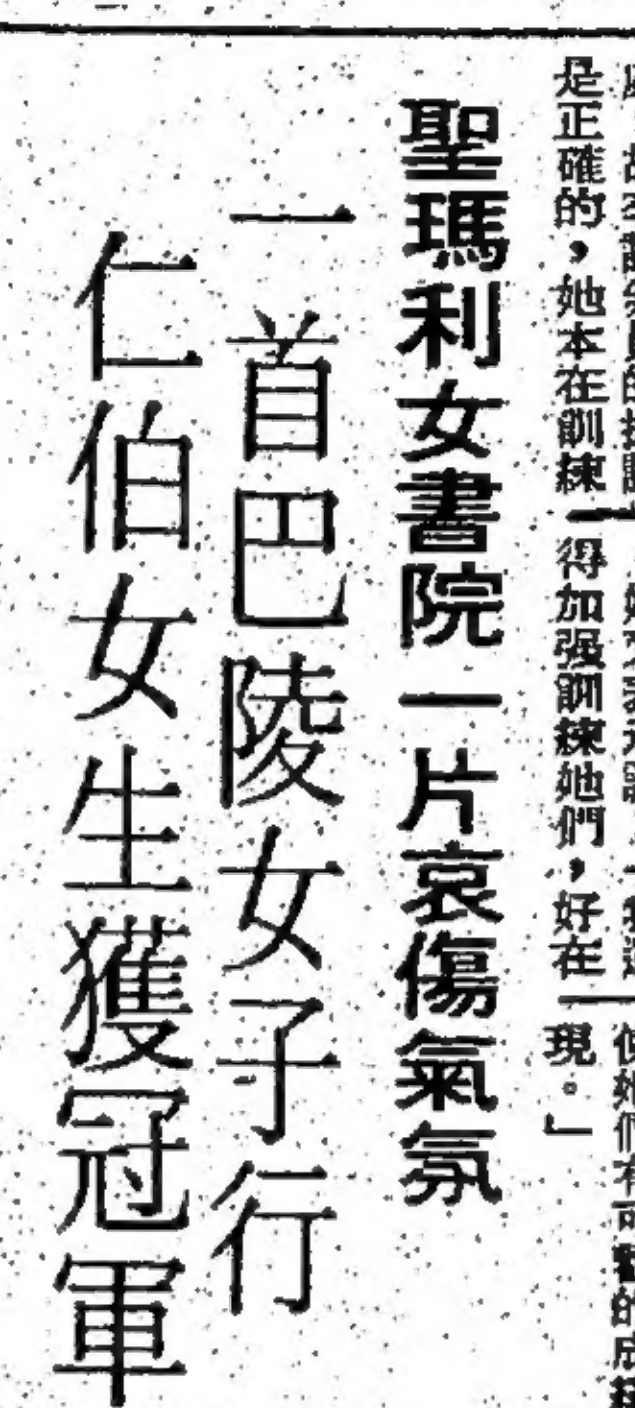 是正確的，她本在訓練
得加强訓練她們，好在
現。」
聖瑪利女書院一片哀傷氣氛
一首巴陵女子行
仁伯女生獲冠軍